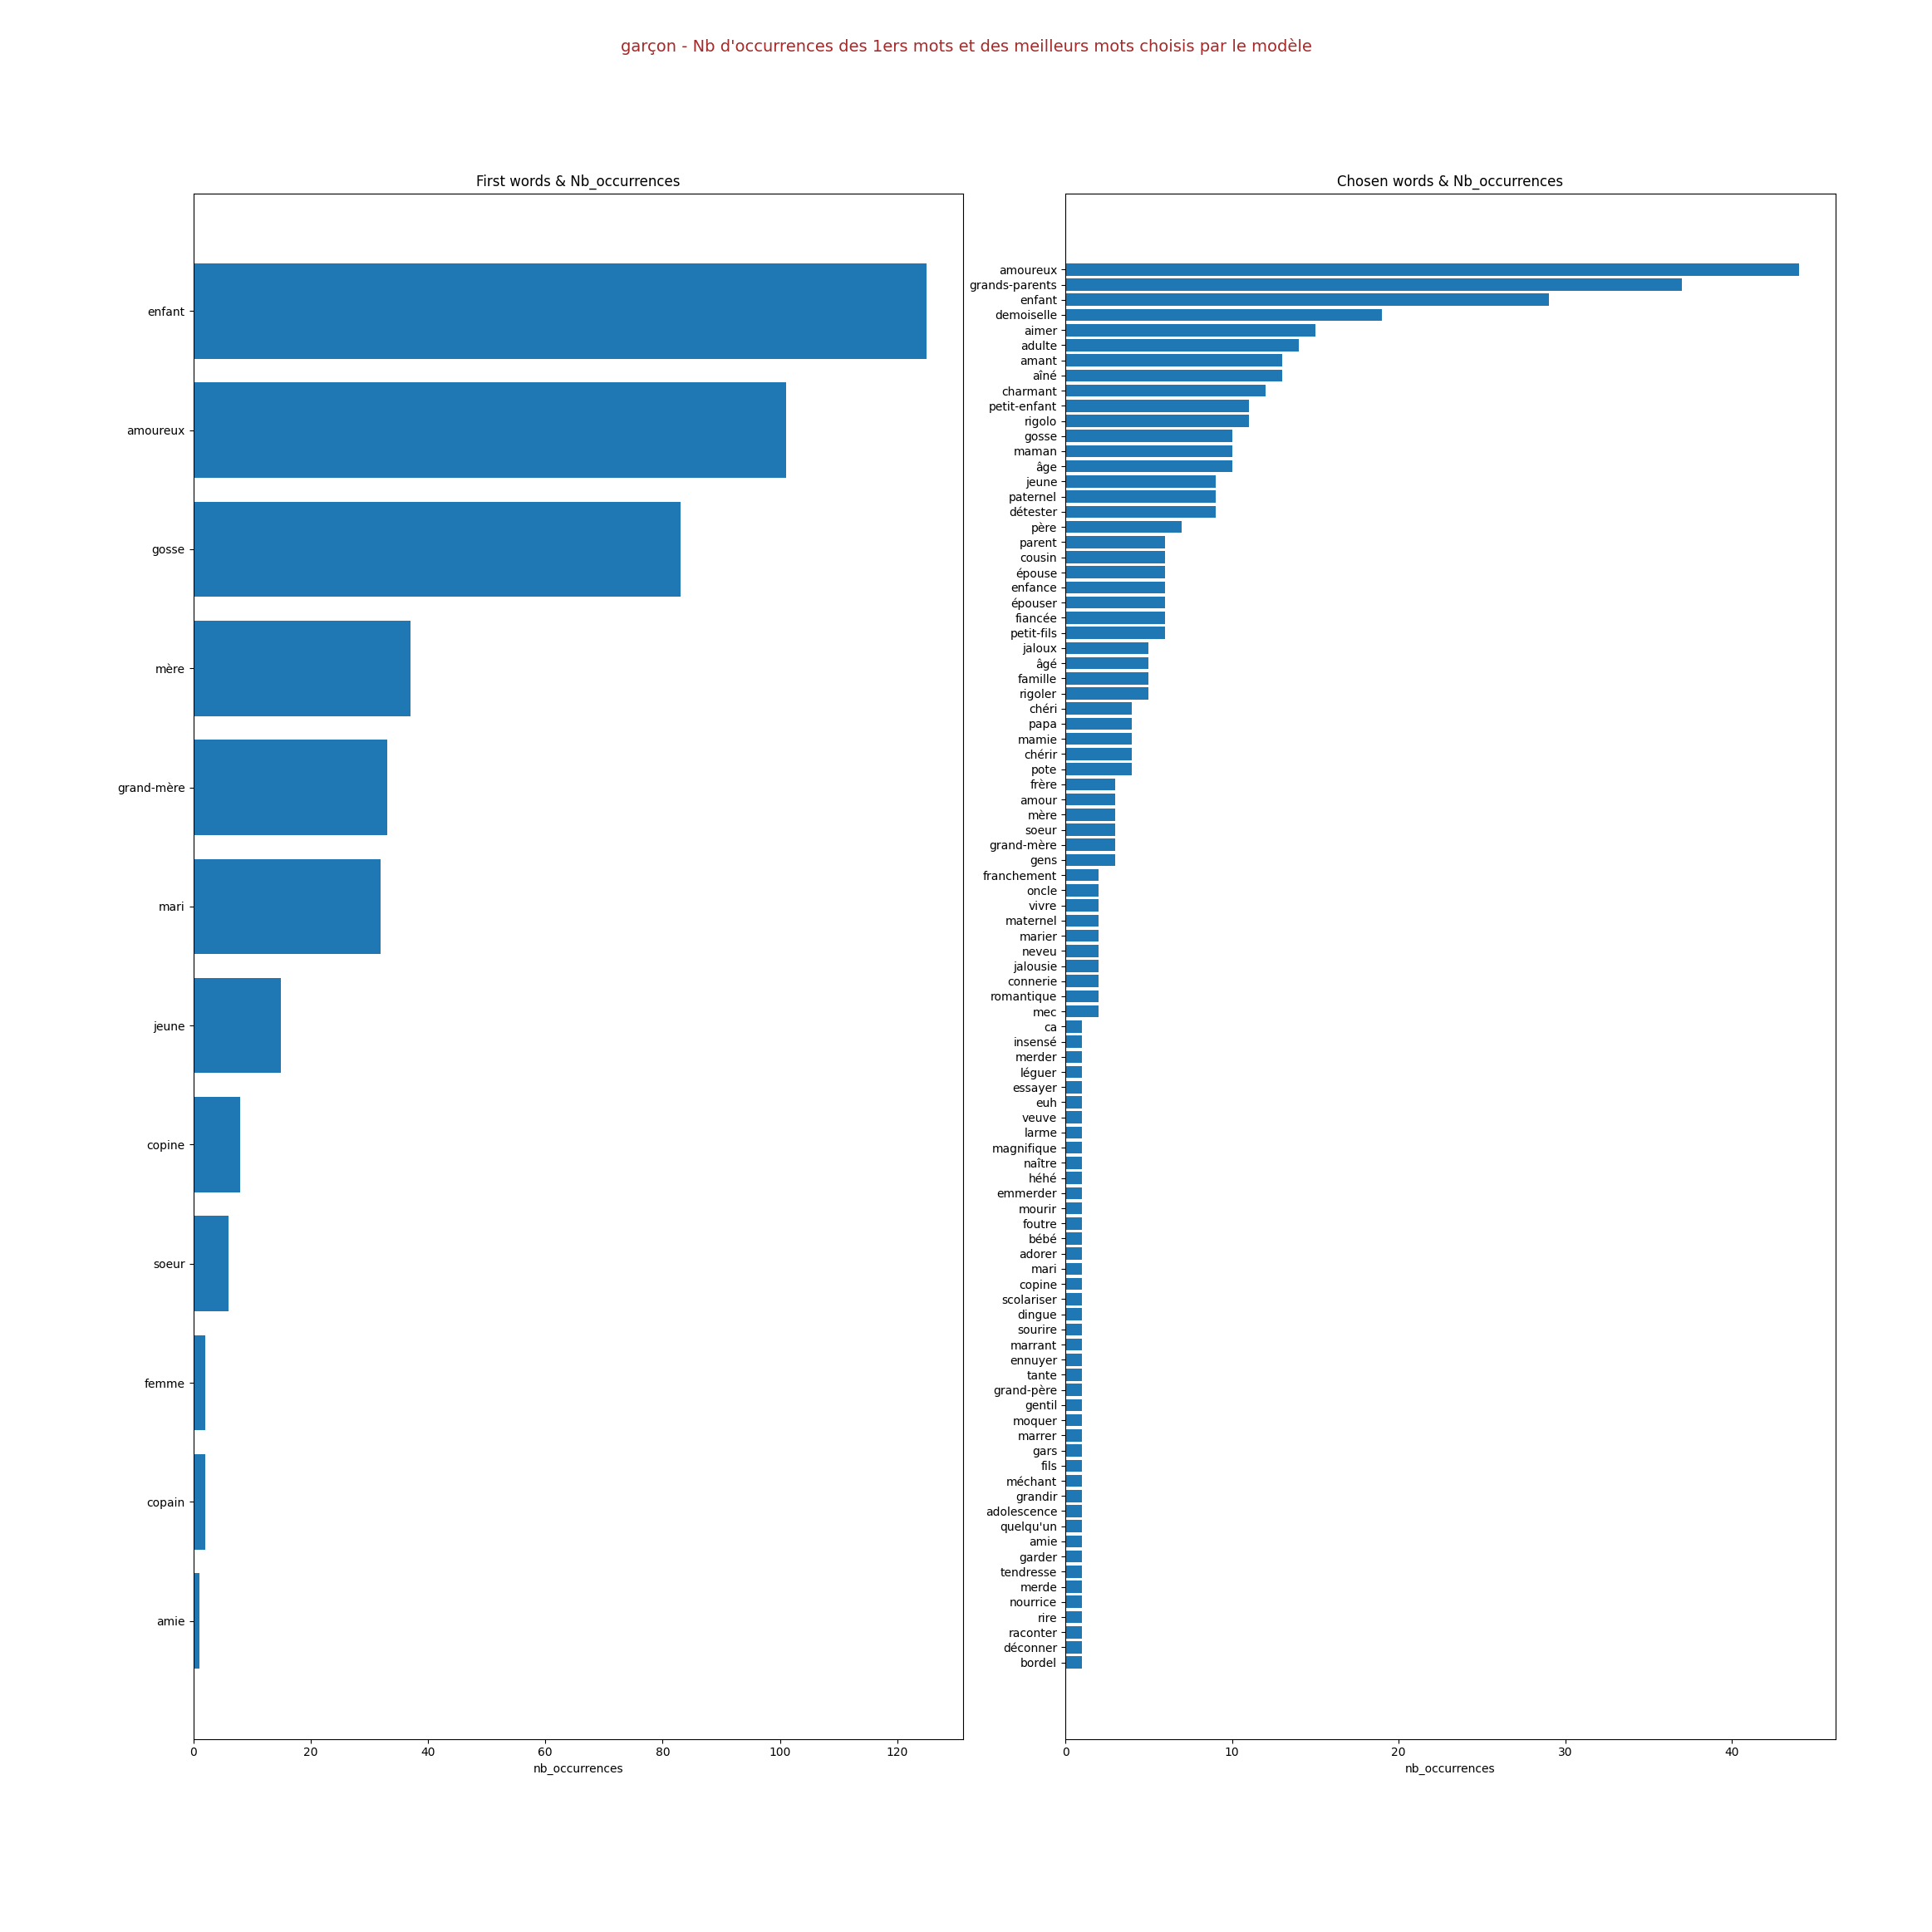 garçon - Nb d'occurrences des 1ers mots et des meilleurs mots choisis par le modèle
First words & Nb_occurrences
enfant
amoureux
gosse
mère
grand-mère
mari
jeune
copine
soeur
femme
copain
amie
0 20 40 60 80 100 120
nb_occurrences
Chosen words & Nb_occurrences
amoureux
grands-parents
enfant
demoiselle
aimer
adulte
amant
aîné
charmant
petit-enfant
rigolo
gosse
maman
âge
jeune
paternel
détester
père
parent
cousin
épouse
enfance
épouser
fiancée
petit-fils
jaloux
âgé
famille
rigoler
chéri
papa
mamie
chérir
pote
frère
amour
mère
soeur
grand-mère
gens
franchement
oncle
vivre
maternel
marier
neveu
jalousie
connerie
romantique
mec
ca
insensé
merder
léguer
essayer
euh
veuve
larme
magnifique
naître
héhé
emmerder
mourir
foutre
bébé
adorer
mari
copine
scolariser
dingue
sourire
marrant
ennuyer
tante
grand-père
gentil
moquer
marrer
gars
fils
méchant
grandir
adolescence
quelqu'un
amie
garder
tendresse
merde
nourrice
rire
raconter
déconner
bordel
0 10 20 30 40
nb_occurrences